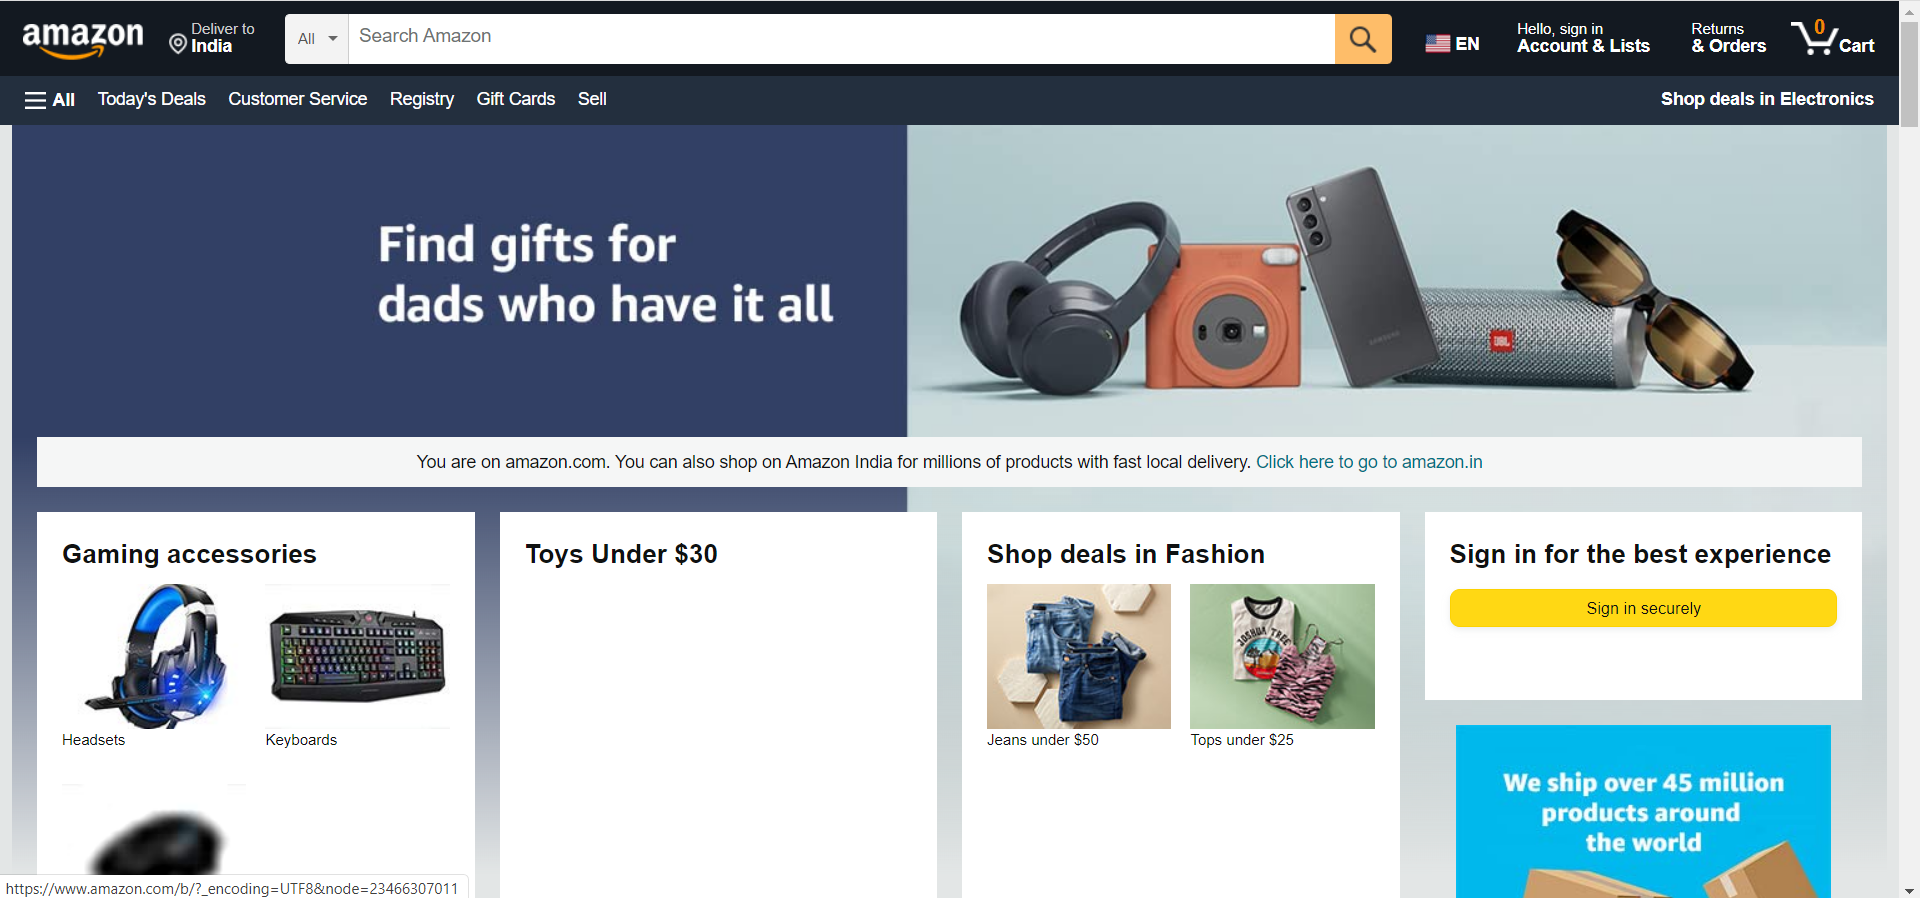 amazon
Deliver to
India
All
Search Amazon
EN
Hello, sign in
Account & Lists
Returns
& Orders
0
Cart
All
Today's Deals
Customer Service
Registry
Gift Cards
Sell
Shop deals in Electronics
Find gifts for
dads who have it all
SAMSUNG
JBL
You are on amazon.com. You can also shop on Amazon India for millions of products with fast local delivery. Click here to go to amazon.in
Gaming accessories
Headsets
Keyboards
Toys Under $30
Shop deals in Fashion
JOSHUA TREE
Jeans under $50
Tops under $25
Sign in for the best experience
Sign in securely
We ship over 45 million
products around
the world
https://www.amazon.com/b/?_encoding=UTF8&node=23466307011